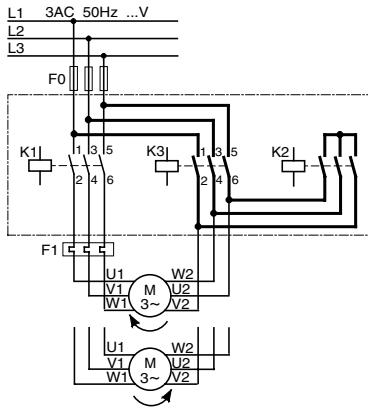 L1 3AC 50Hz ...V
L2
L3
F0
K1 1 3 5 K3 1 3 5 K2
2 4 6 2 4 6
F1
U1 W2
V1 M U2
W1 3~ V2
U1 W2
V1 M U2
W1 3~ V2